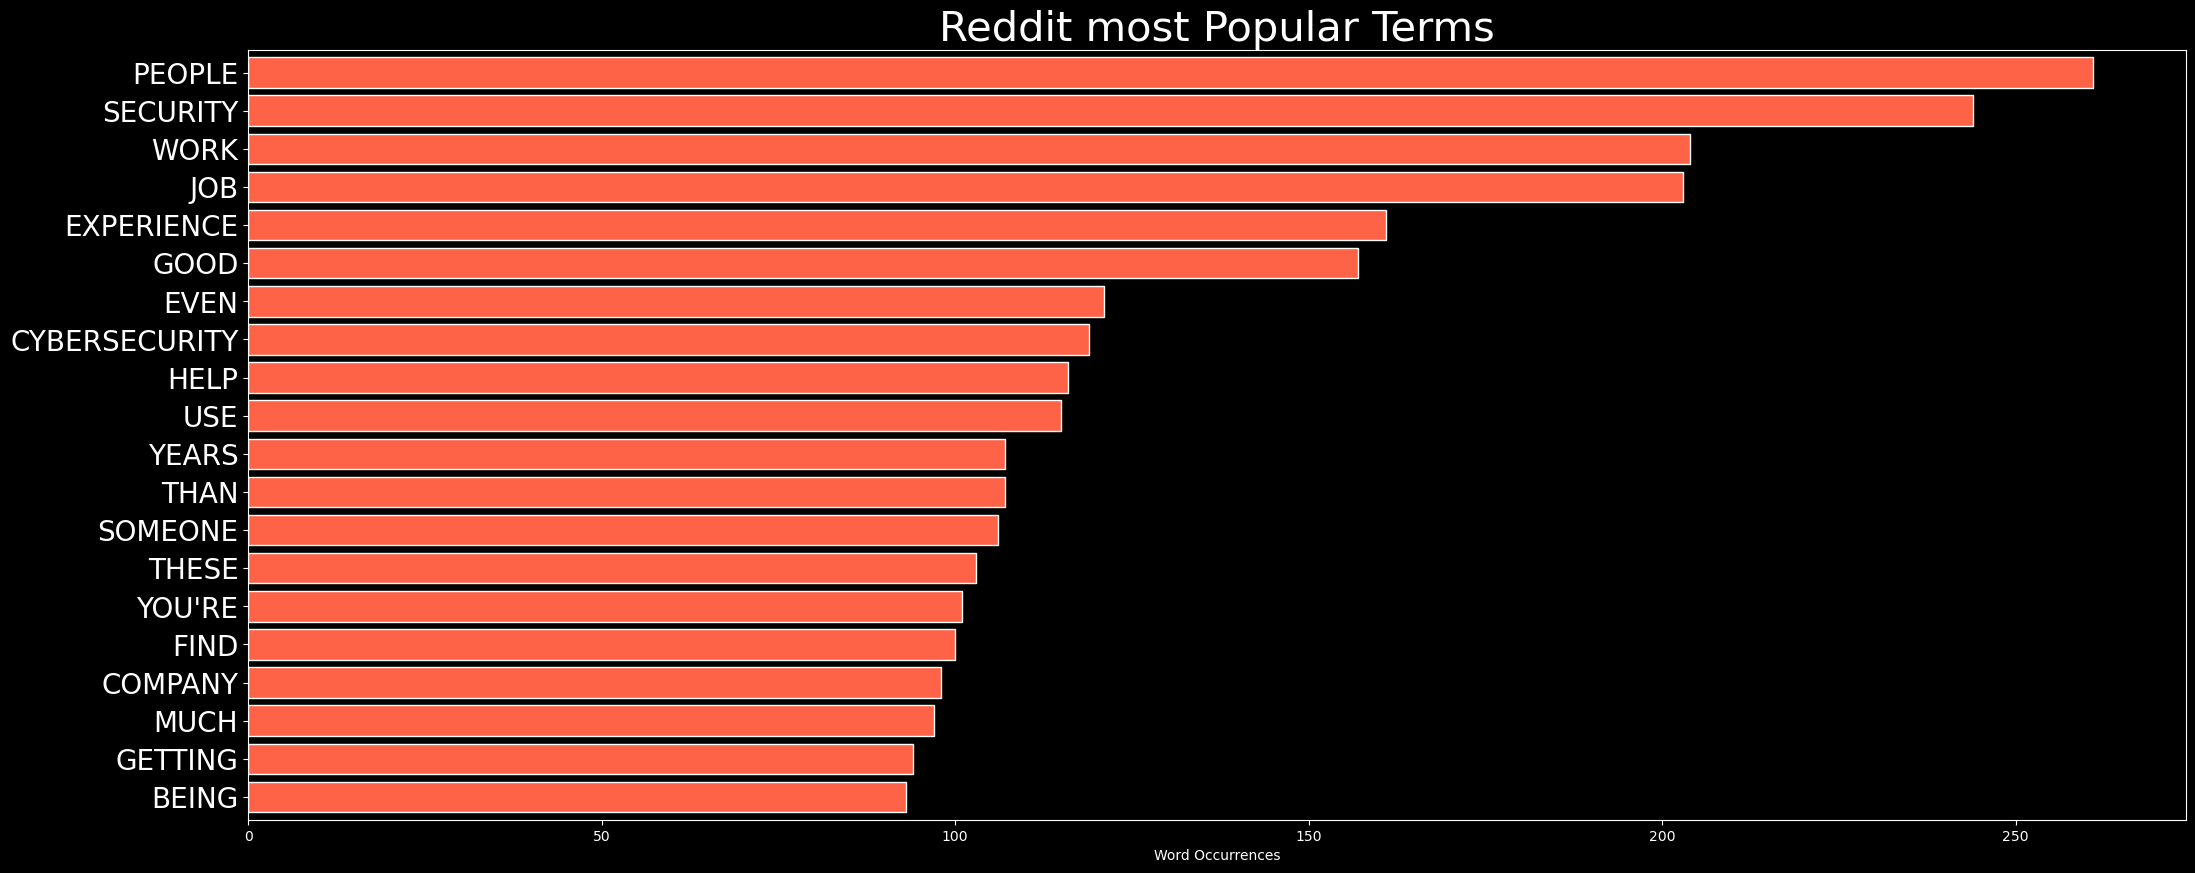 Reddit most Popular Terms
PEOPLE
SECURITY
WORK
JOB
EXPERIENCE
GOOD
EVEN
CYBERSECURITY
HELP
USE
YEARS
THAN
SOMEONE
THESE
YOU'RE
FIND
COMPANY
MUCH
GETTING
BEING
0 50 100 150 200 250
Word Occurrences